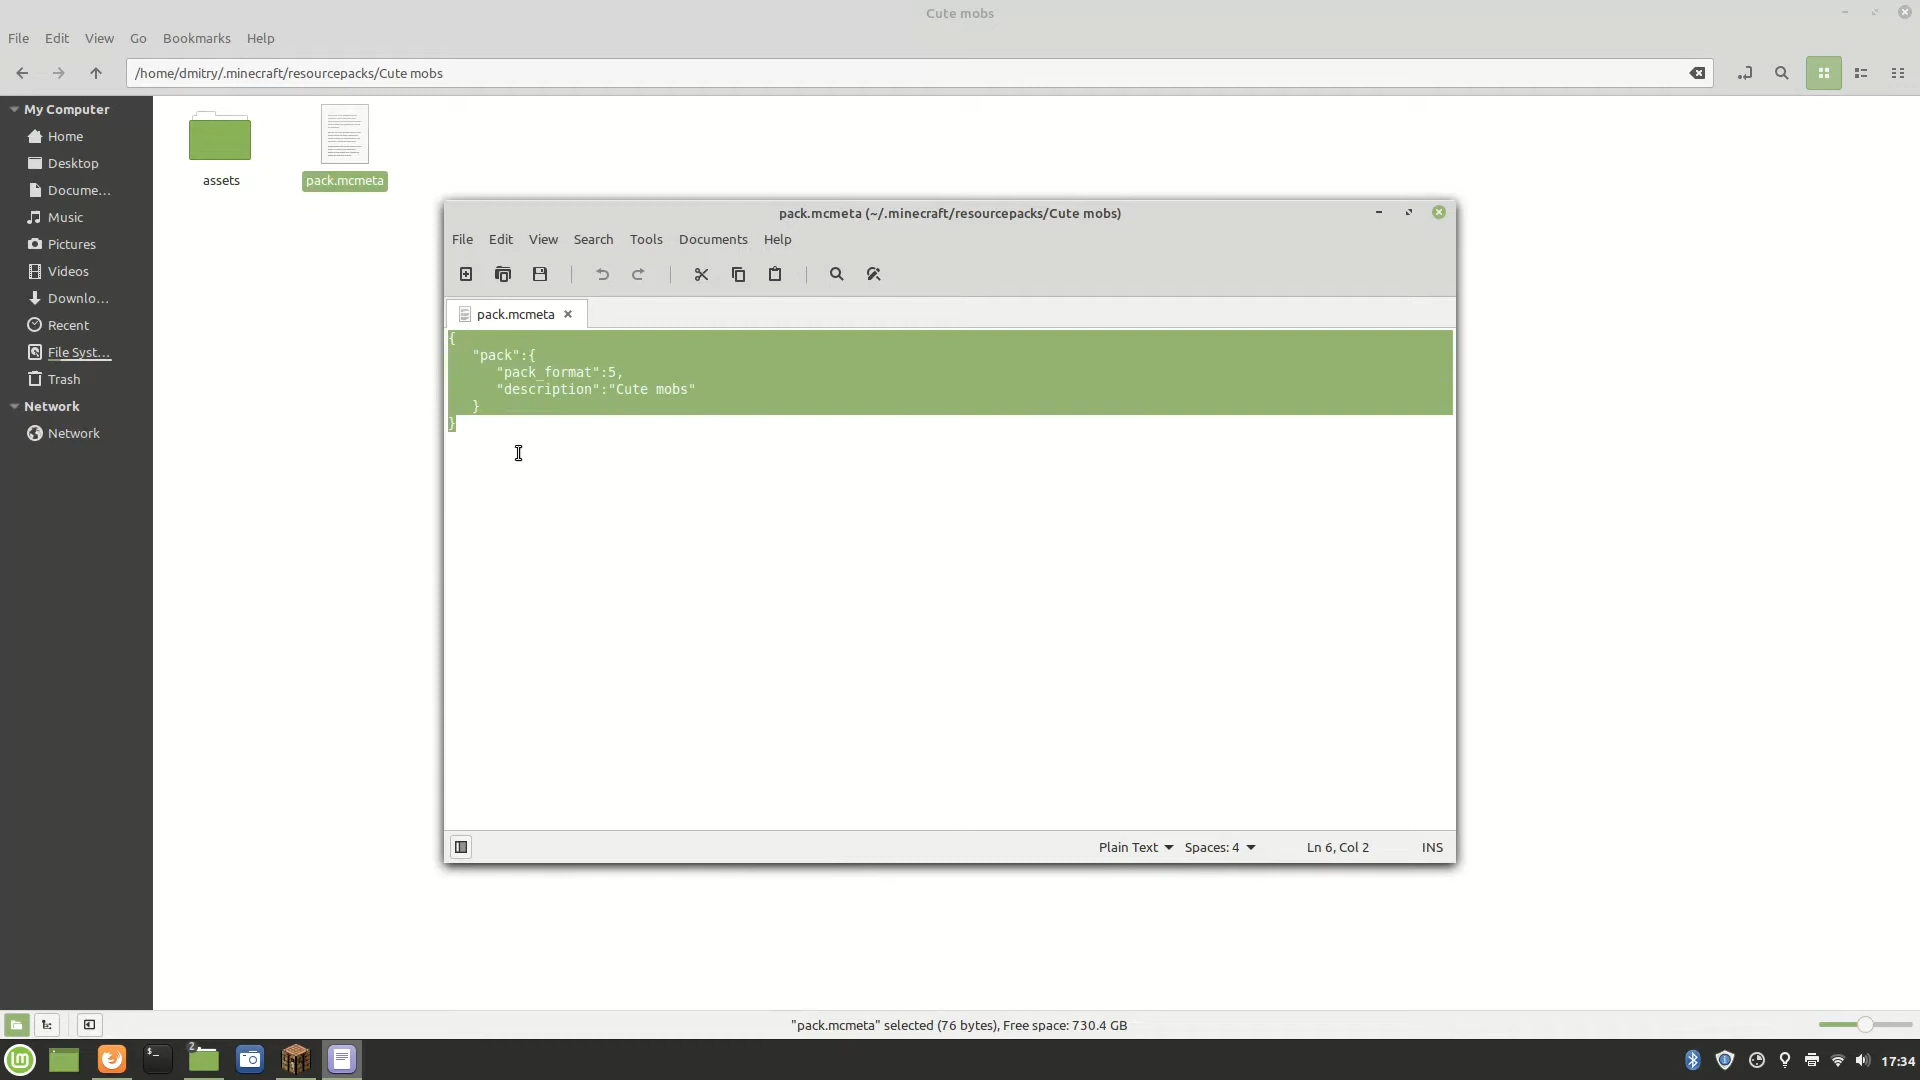 Cute mobs
File Edit View Go Bookmarks Help
/home/dmitry/.minecraft/resourcepacks/Cute mobs
My Computer
Home
Desktop
Docume...
Music
Pictures
Videos
Downlo...
Recent
File Syst...
Trash
Network
Network
assets
pack.mcmeta
pack.mcmeta (~/.minecraft/resourcepacks/Cute mobs)
File Edit View Search Tools Documents Help
pack.mcmeta
{
"pack":{
"pack_format":5,
"description":"Cute mobs"
}
}
Plain Text Spaces: 4 Ln 6, Col 2 INS
"pack.mcmeta" selected (76 bytes), Free space: 730.4 GB
2
17:34